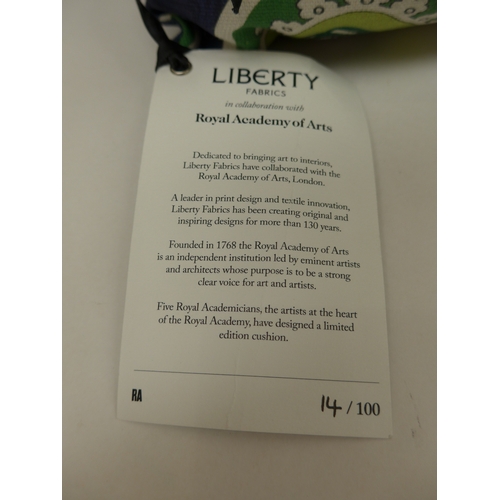 LIBERTY
FABRICS
in collaboration with
Royal Academy of Arts
Dedicated to bringing art to interiors,
Liberty Fabrics have collaborated with the
Royal Academy of Arts, London.
A leader in print design and textile innovation,
Liberty Fabrics has been creating original and
inspiring designs for more than 130 years.
Founded in 1768 the Royal Academy of Arts
is an independent institution led by eminent artists
and architects whose purpose is to be a strong
clear voice for art and artists.
Five Royal Academicians, the artists at the heart
of the Royal Academy, have designed a limited
edition cushion.
RA 14 / 100